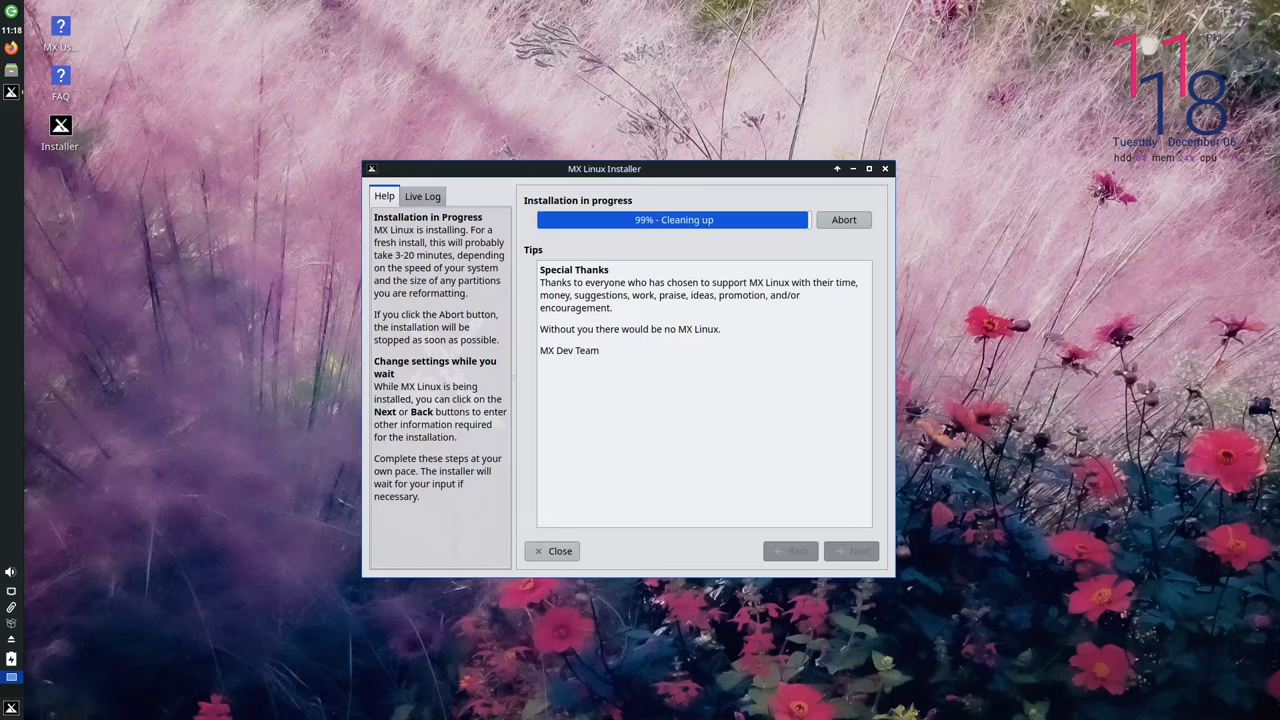 11:18
MX Us...
FAQ
Installer
11
PM
18
Tuesday December 06
hdd mem 24% cpu
MX Linux Installer
Help
Live Log
Installation in Progress
MX Linux is installing. For a
fresh install, this will probably
take 3-20 minutes, depending
on the speed of your system
and the size of any partitions
you are reformatting.
If you click the Abort button,
the installation will be
stopped as soon as possible.
Change settings while you
wait
While MX Linux is being
installed, you can click on the
Next or Back buttons to enter
other information required
for the installation.
Complete these steps at your
own pace. The installer will
wait for your input if
necessary.
Installation in progress
99% - Cleaning up
Abort
Tips
Special Thanks
Thanks to everyone who has chosen to support MX Linux with their time,
money, suggestions, work, praise, ideas, promotion, and/or
encouragement.
Without you there would be no MX Linux.
MX Dev Team
Close
Back
Next